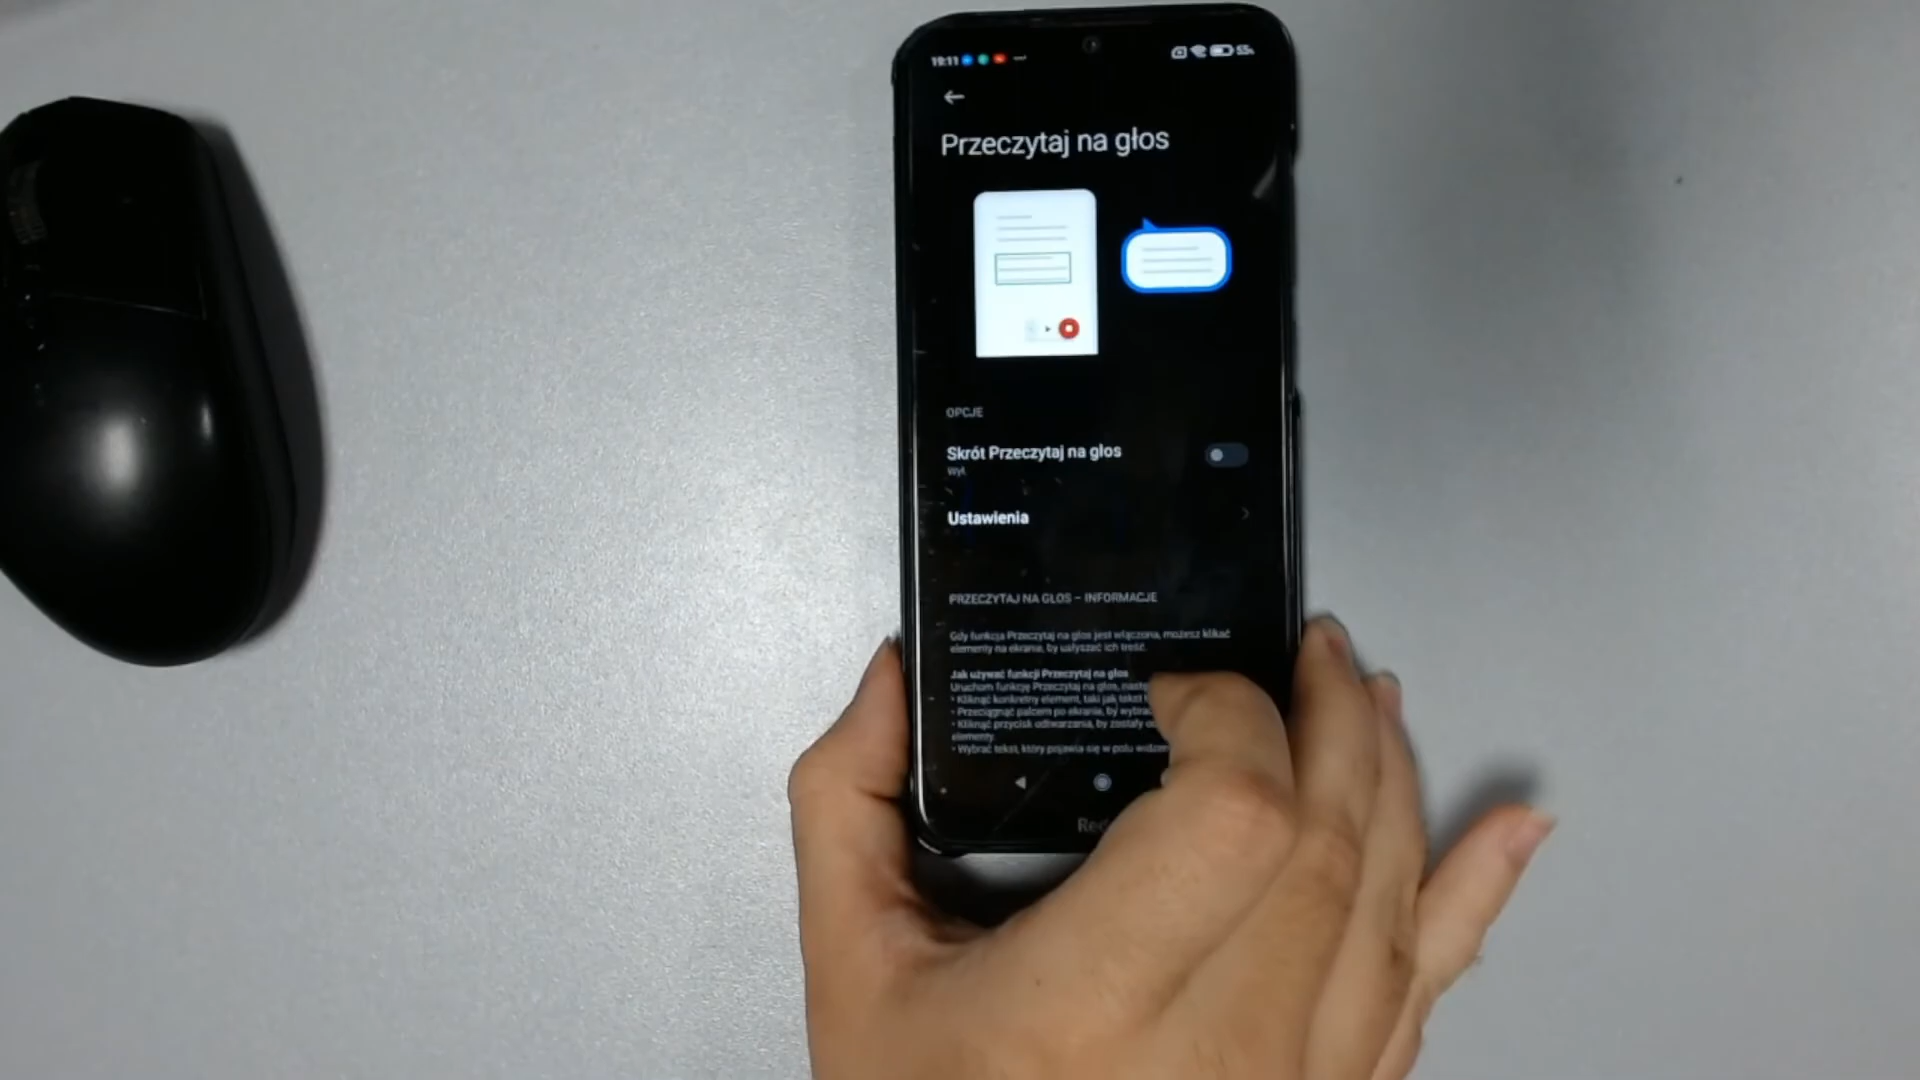 19:11
Przeczytaj na głos
OPCJE
Skrót Przeczytaj na głos
Wył.
Ustawienia
PRZECZYTAJ NA GŁOS – INFORMACJE
Gdy funkcja Przeczytaj na głos jest włączona, możesz klikać
elementy na ekranie, by usłyszeć ich treść.
Jak używać funkcji Przeczytaj na głos
Uruchom funkcję Przeczytaj na głos,
• Kliknąć konkretny element, taki jak tekst
• Przeciągnąć palcem po ekranie, by wybrać
• Kliknąć przycisk odtwarzania, by zostały
elementy.
• Wybrać tekst, który pojawia się w polu